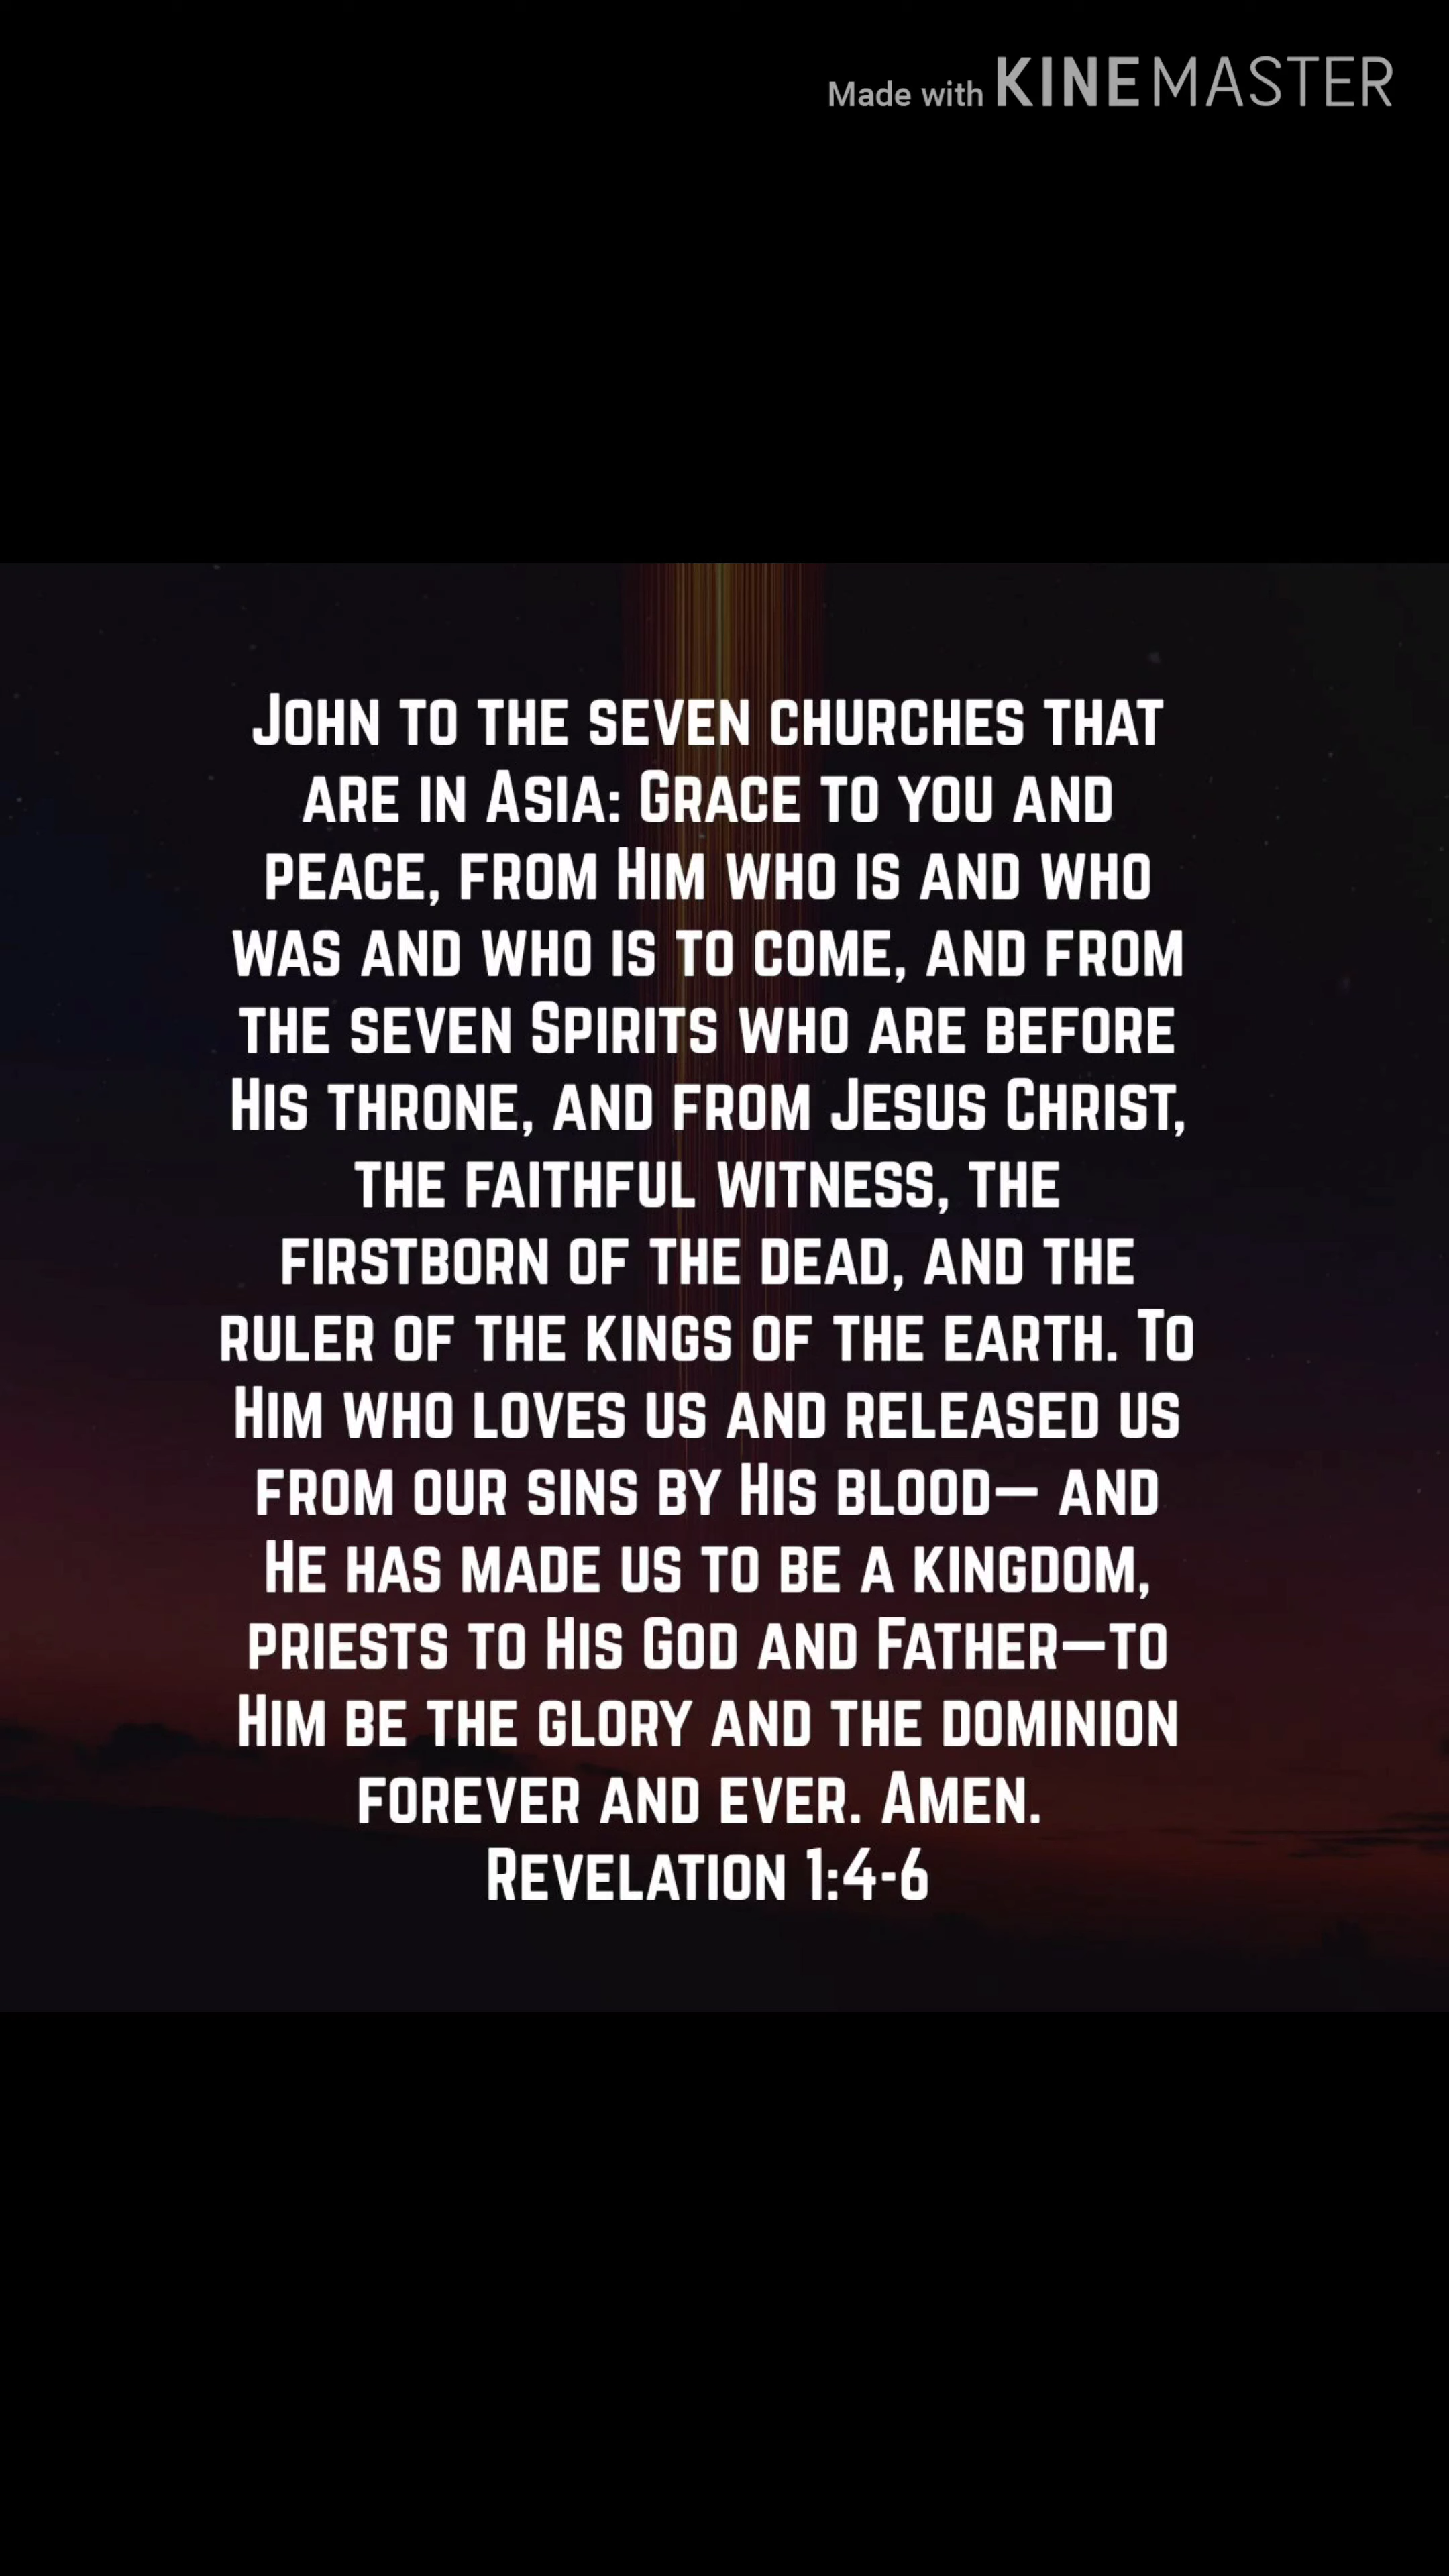 Made with KINEMASTER
John to the seven churches that
are in Asia: Grace to you and
peace, from Him who is and who
was and who is to come, and from
the seven Spirits who are before
His throne, and from Jesus Christ,
the faithful witness, the
firstborn of the dead, and the
ruler of the kings of the earth. To
Him who loves us and released us
from our sins by His blood— and
He has made us to be a kingdom,
priests to His God and Father—to
Him be the glory and the dominion
forever and ever. Amen.
Revelation 1:4-6